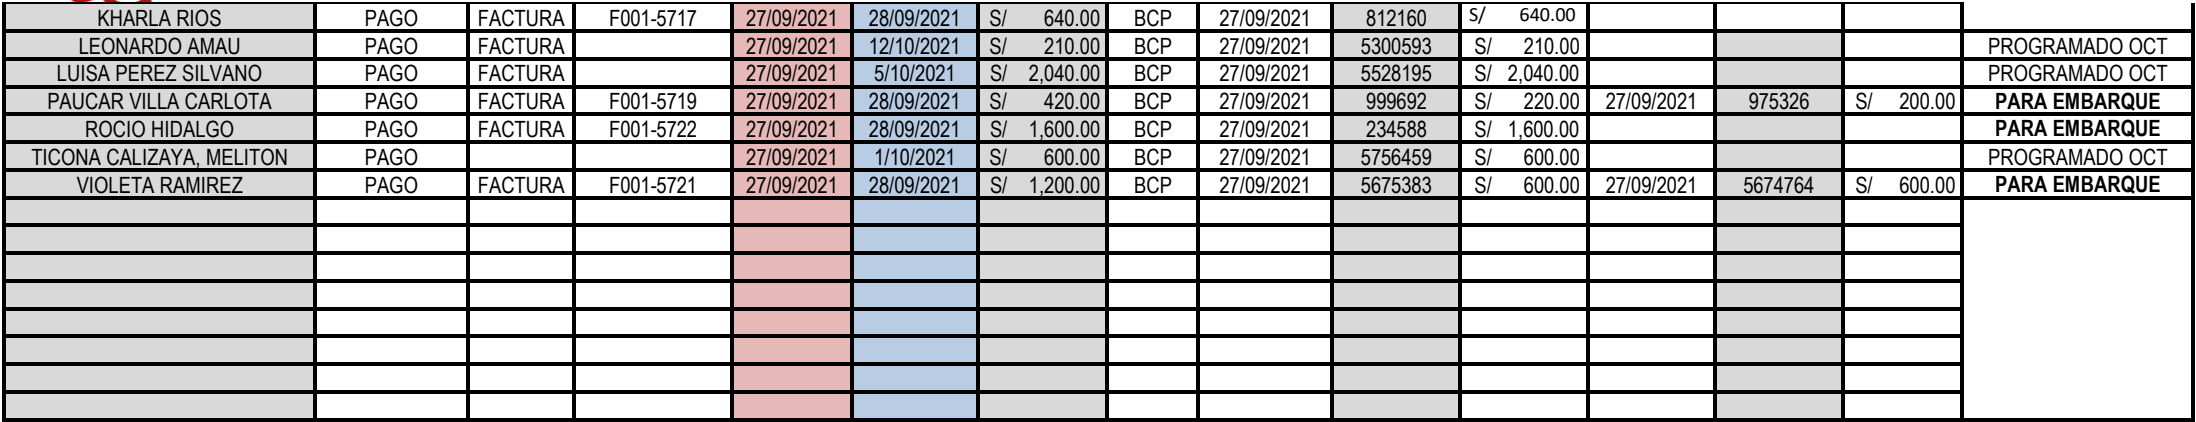 KHARLA RIOS PAGO FACTURA F001-5717 27/09/2021 28/09/2021 S/ 640.00 BCP 27/09/2021 812160 S/ 640.00
LEONARDO AMAU PAGO FACTURA 27/09/2021 12/10/2021 S/ 210.00 BCP 27/09/2021 5300593 S/ 210.00 PROGRAMADO OCT
LUISA PEREZ SILVANO PAGO FACTURA 27/09/2021 5/10/2021 S/ 2,040.00 BCP 27/09/2021 5528195 S/ 2,040.00 PROGRAMADO OCT
PAUCAR VILLA CARLOTA PAGO FACTURA F001-5719 27/09/2021 28/09/2021 S/ 420.00 BCP 27/09/2021 999692 S/ 220.00 27/09/2021 975326 S/ 200.00 PARA EMBARQUE
ROCIO HIDALGO PAGO FACTURA F001-5722 27/09/2021 28/09/2021 S/ 1,600.00 BCP 27/09/2021 234588 S/ 1,600.00 PARA EMBARQUE
TICONA CALIZAYA, MELITON PAGO 27/09/2021 1/10/2021 S/ 600.00 BCP 27/09/2021 5756459 S/ 600.00 PROGRAMADO OCT
VIOLETA RAMIREZ PAGO FACTURA F001-5721 27/09/2021 28/09/2021 S/ 1,200.00 BCP 27/09/2021 5675383 S/ 600.00 27/09/2021 5674764 S/ 600.00 PARA EMBARQUE